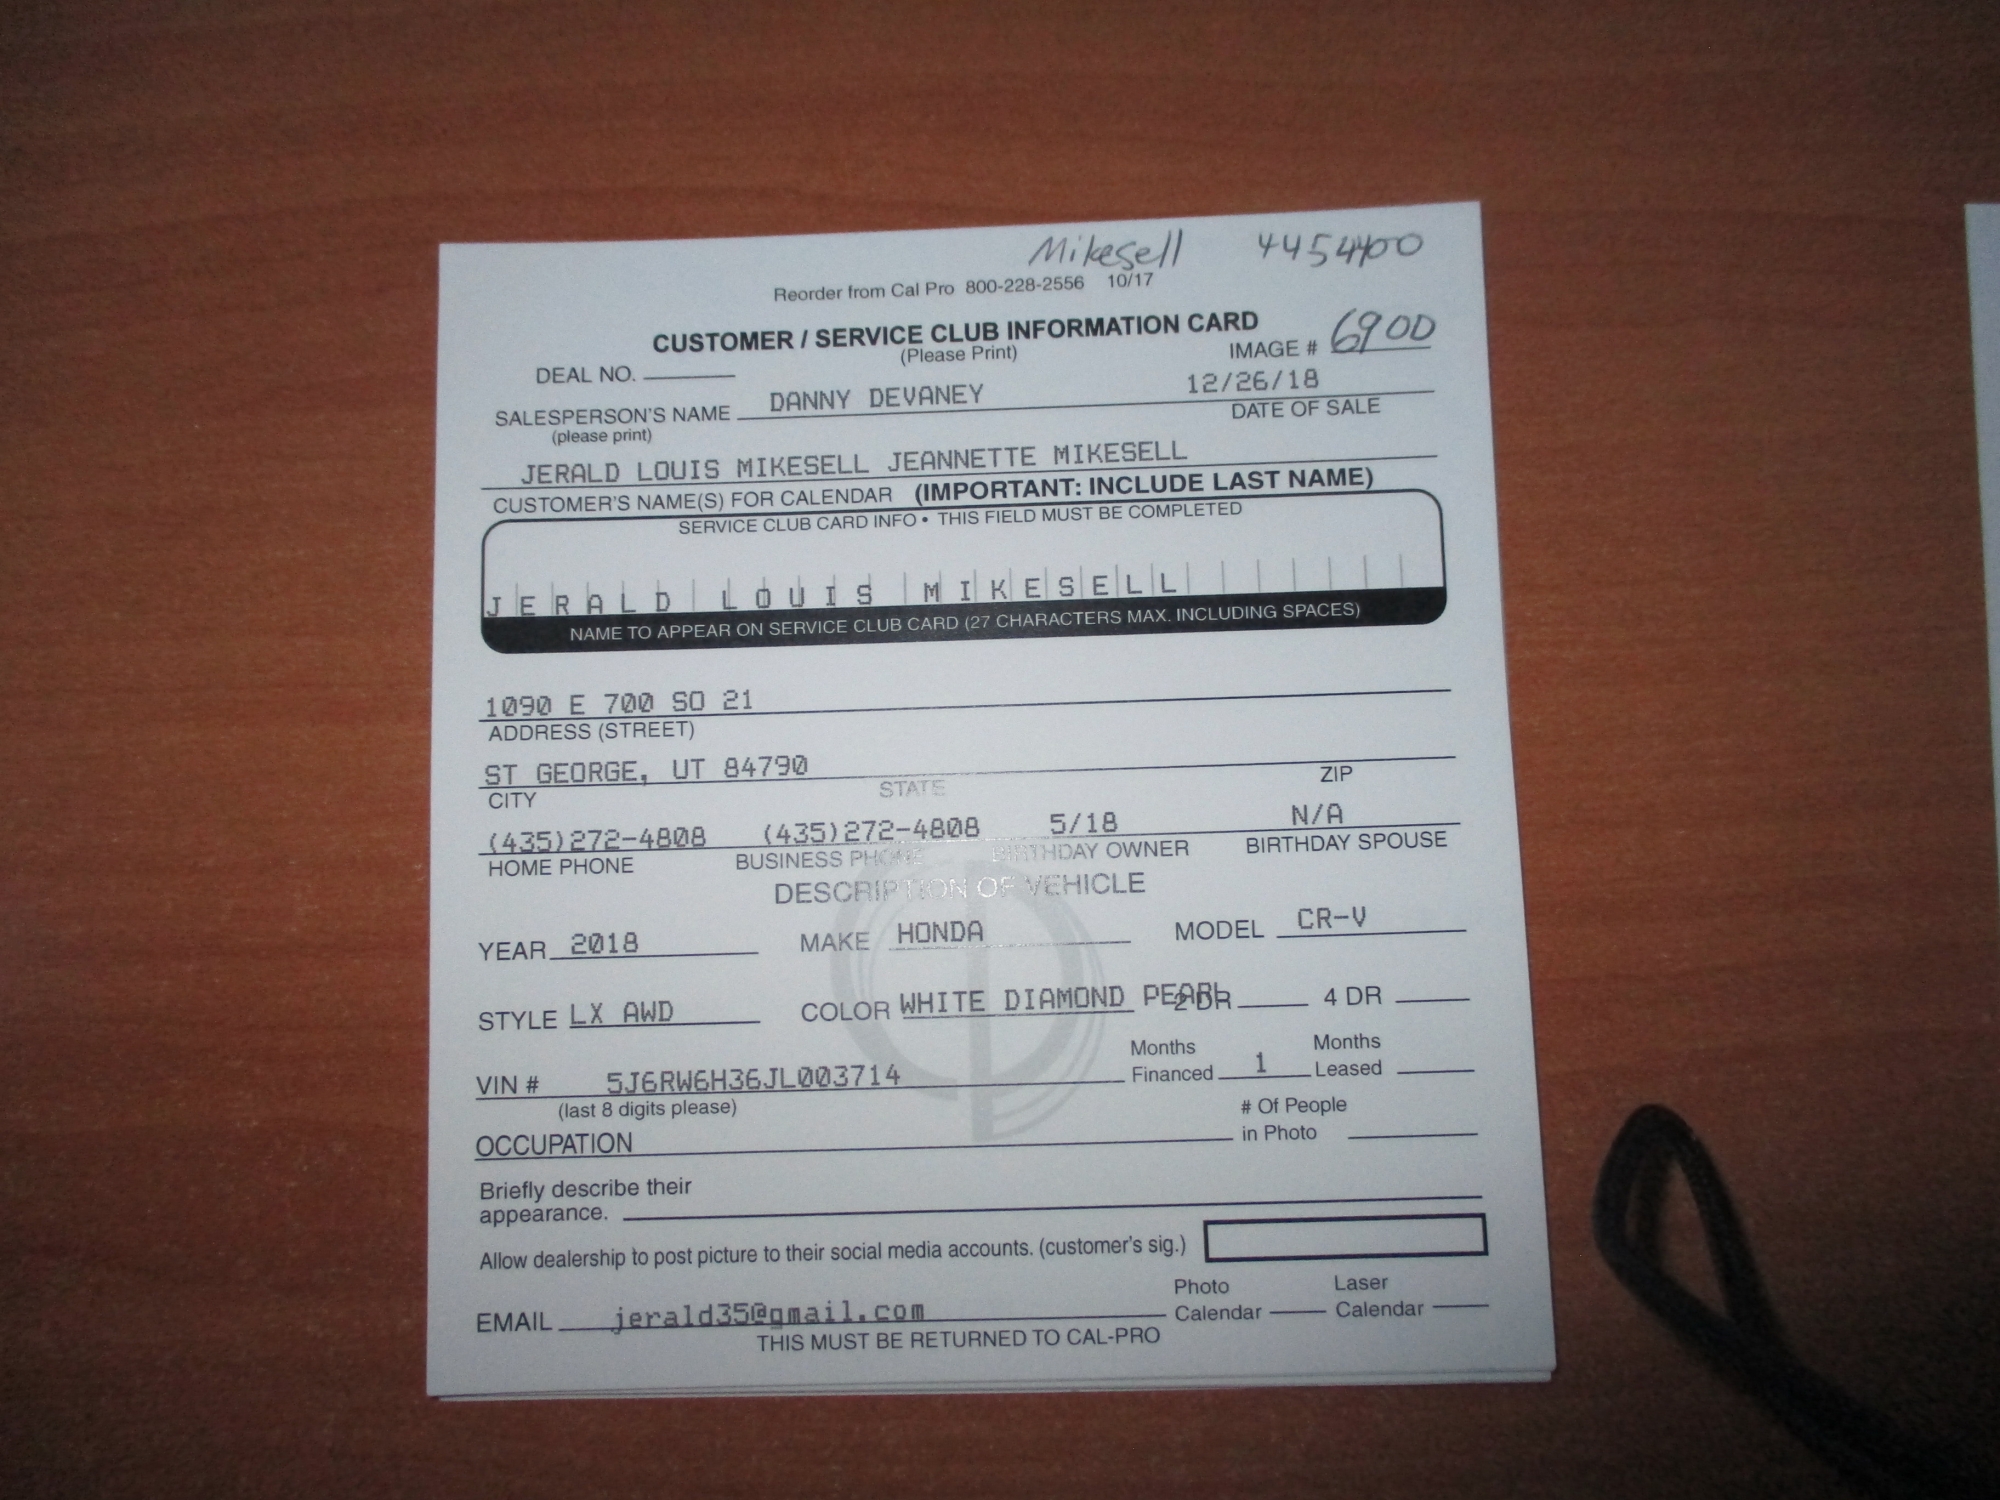 Mikesell 4454400
Reorder from Cal Pro 800-228-2556 10/17
CUSTOMER / SERVICE CLUB INFORMATION CARD
(Please Print)
IMAGE # 6900
DEAL NO.
SALESPERSON'S NAME DANNY DEVANEY 12/26/18
(please print) DATE OF SALE
JERALD LOUIS MIKESELL JEANNETTE MIKESELL
CUSTOMER'S NAME(S) FOR CALENDAR (IMPORTANT: INCLUDE LAST NAME)
SERVICE CLUB CARD INFO • THIS FIELD MUST BE COMPLETED
JERALD LOUIS MIKESELL
NAME TO APPEAR ON SERVICE CLUB CARD (27 CHARACTERS MAX. INCLUDING SPACES)
1090 E 700 SO 21
ADDRESS (STREET)
ST GEORGE, UT 84790
CITY STATE ZIP
(435)272-4808 (435)272-4808 5/18 N/A
HOME PHONE BUSINESS PHONE BIRTHDAY OWNER BIRTHDAY SPOUSE
DESCRIPTION OF VEHICLE
YEAR 2018 MAKE HONDA MODEL CR-V
STYLE LX AWD COLOR WHITE DIAMOND PEARL 2 DR 4 DR
Months Months
VIN # 5J6RW6H36JL003714 Financed 1 Leased
(last 8 digits please) # Of People
OCCUPATION in Photo
Briefly describe their
appearance.
Allow dealership to post picture to their social media accounts. (customer's sig.)
Photo Laser
EMAIL jerald35@gmail.com Calendar Calendar
THIS MUST BE RETURNED TO CAL-PRO